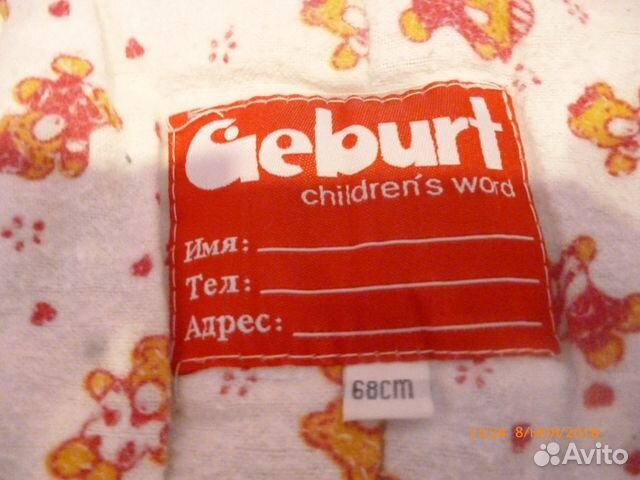 Geburt
children's word
Имя:
Тел:
Адрес:
68cm
Avito